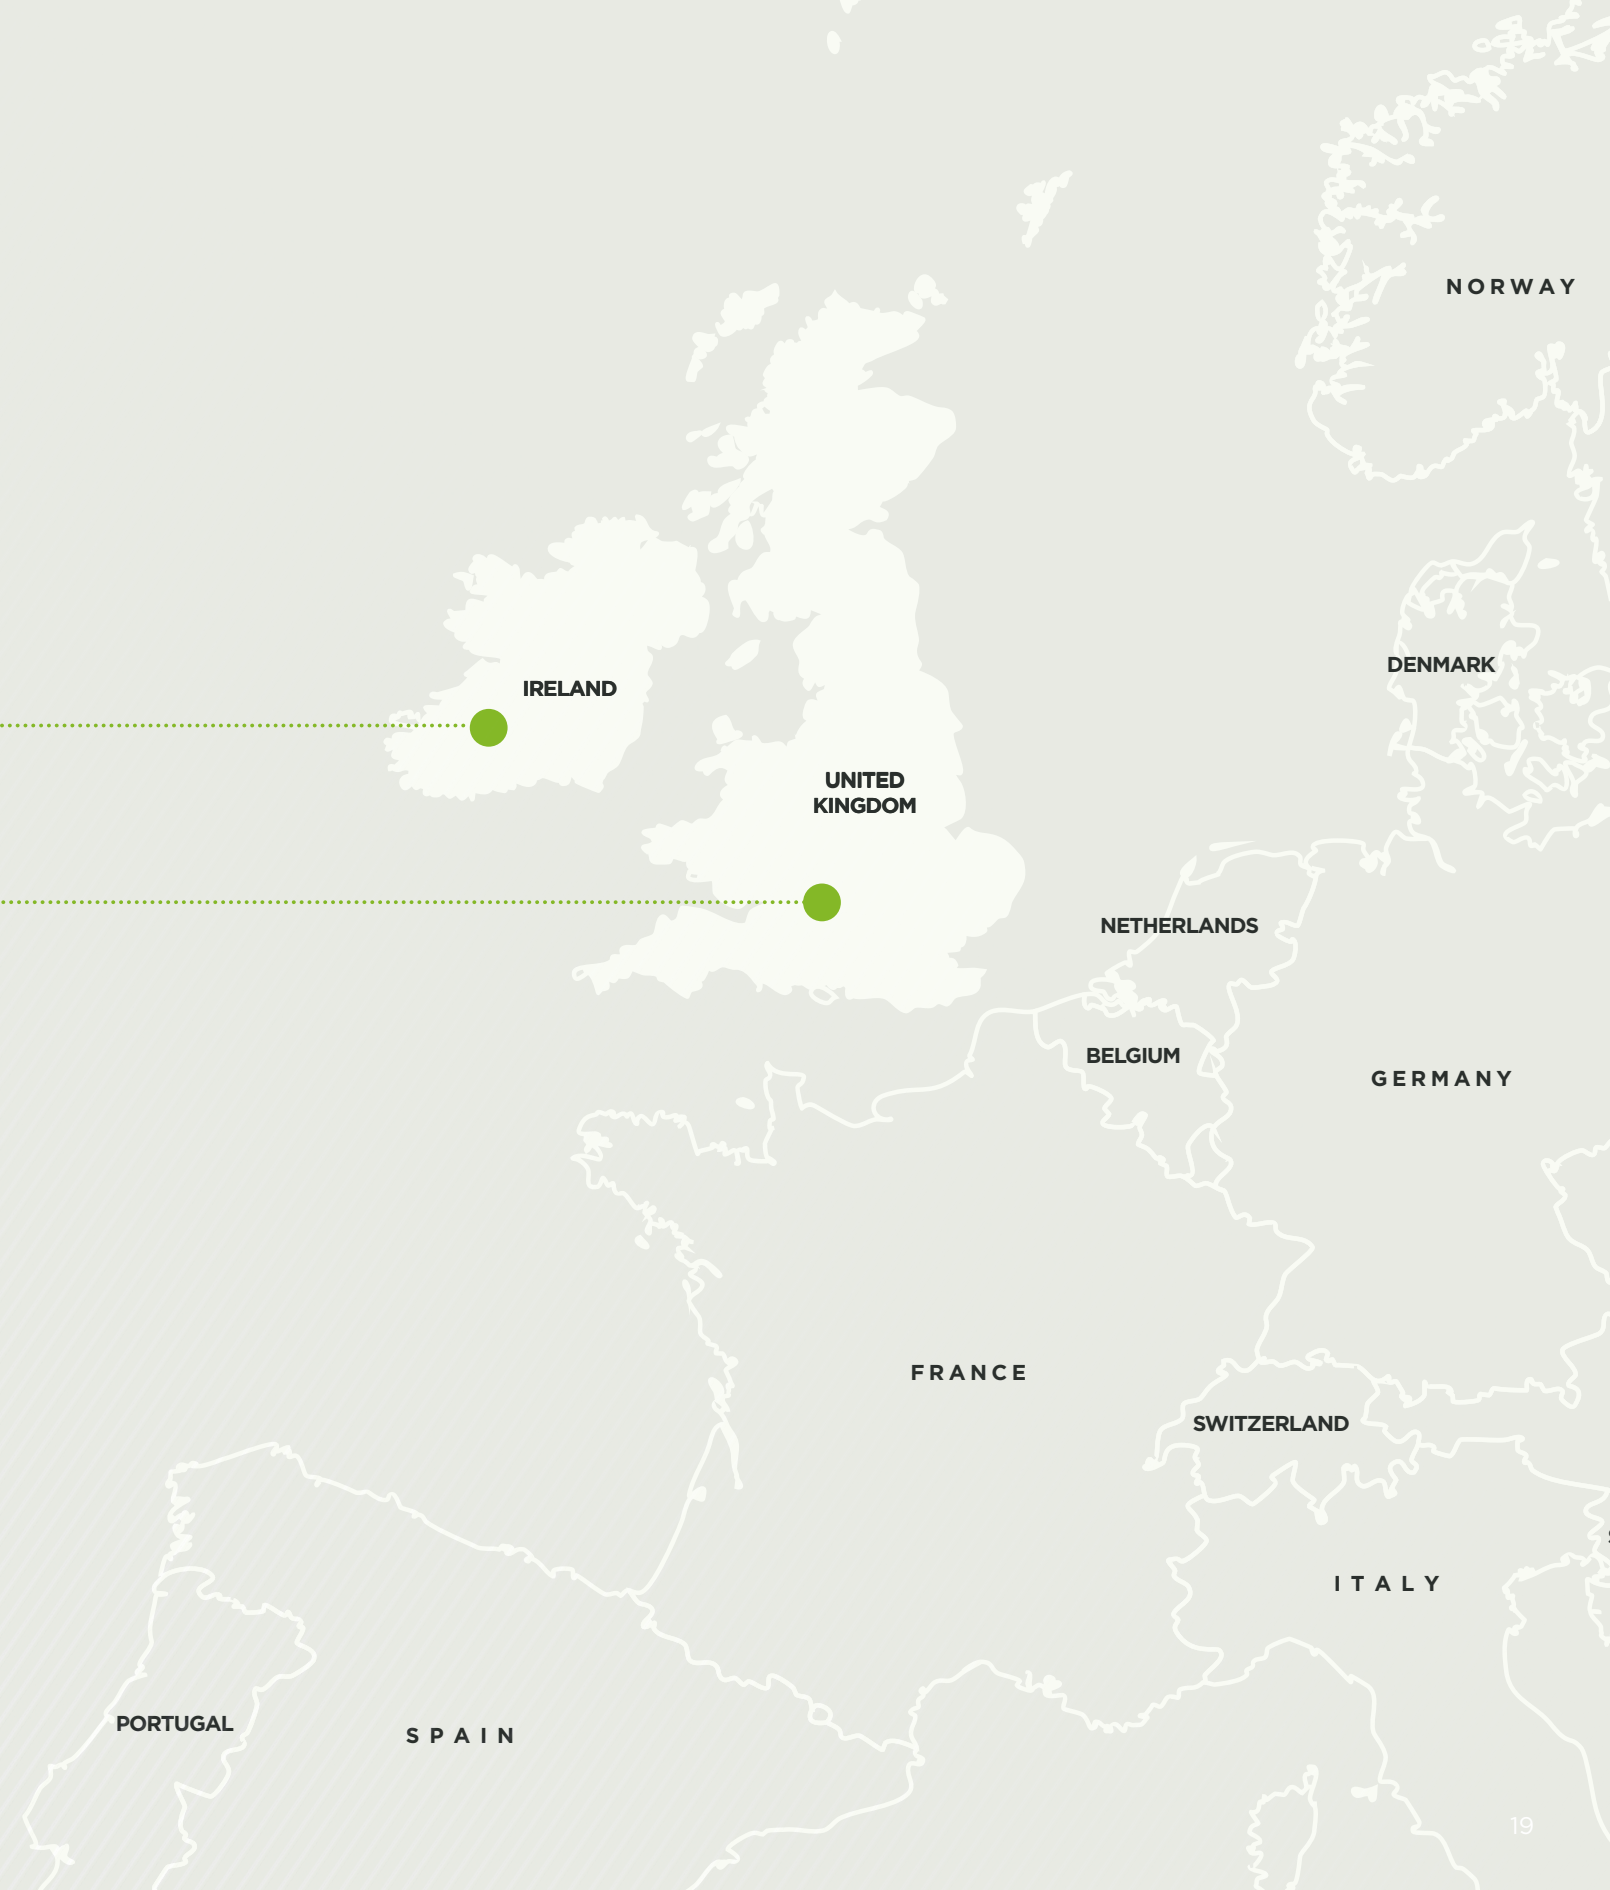 NORWAY
DENMARK
IRELAND
UNITED
KINGDOM
NETHERLANDS
BELGIUM
GERMANY
FRANCE
SWITZERLAND
ITALY
PORTUGAL
SPAIN
19